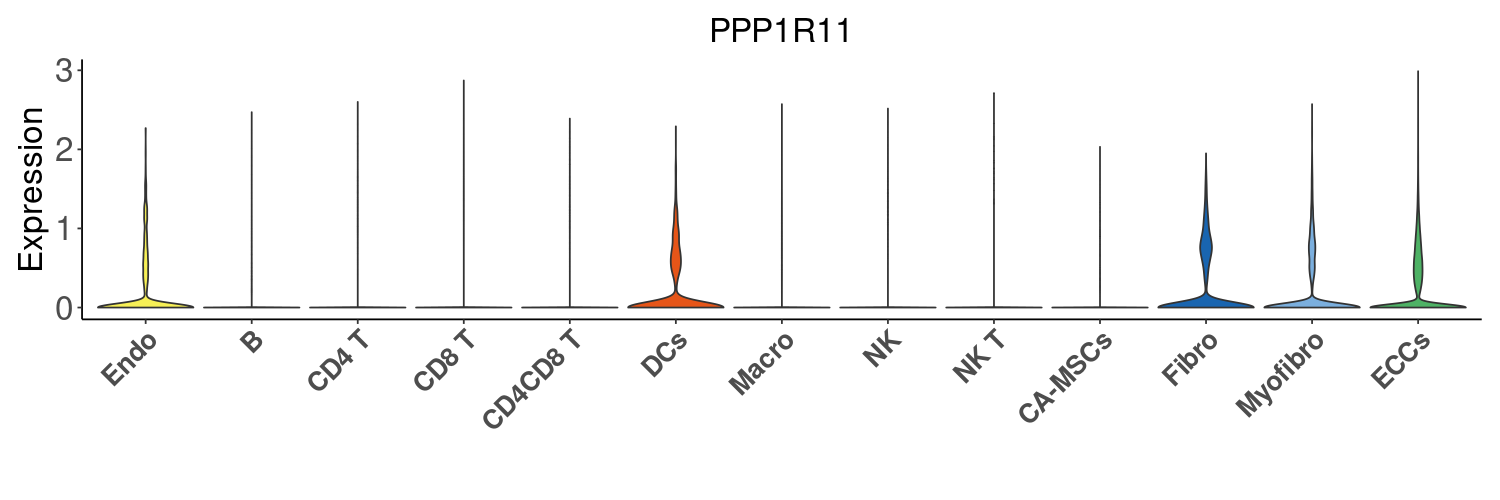 PPP1R11
Expression
3
2
1
0
Endo
B
CD4 T
CD8 T
CD4CD8 T
DCs
Macro
NK
NK T
CA-MSCs
Fibro
Myofibro
ECCs